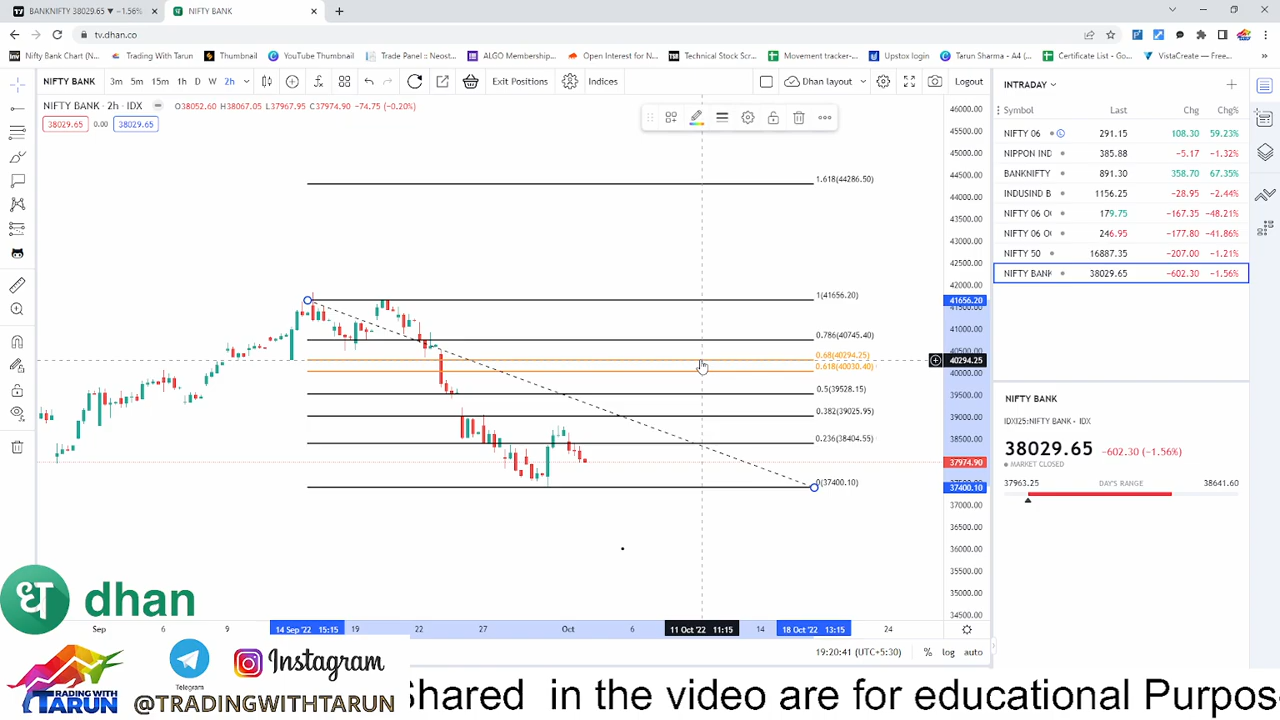 BANKNIFTY 38029.65 ▼ −1.56%
NIFTY BANK
tv.dhan.co
Nifty Bank Chart (N...
Trading With Tarun
Thumbnail
YouTube Thumbnail
Trade Panel :: Neost...
ALGO Membership...
Open Interest for N...
Technical Stock Scr...
Movement tracker-...
Upstox login
Tarun Sharma - A4 (...
Certificate List - Goo...
VistaCreate – Free...
NIFTY BANK
3m
5m
15m
1h
D
W
2h
Exit Positions
Indices
Dhan layout
Logout
NIFTY BANK · 2h · IDX
O38052.60 H38067.05 L37967.95 C37974.90 −74.75 (−0.20%)
38029.65
0.00
38029.65
1.618(44286.50)
1(41656.20)
0.786(40745.40)
0.68(40294.25)
0.618(40030.40)
0.5(39528.15)
0.382(39025.95)
0.236(38404.55)
0(37400.10)
46000.00
45500.00
45000.00
44500.00
44000.00
43500.00
43000.00
42500.00
42000.00
41656.20
41000.00
40500.00
40294.25
40000.00
39500.00
39000.00
38500.00
37974.90
37400.10
37000.00
36500.00
36000.00
35500.00
35000.00
34500.00
Sep
6
9
14 Sep '22 15:15
19
22
27
Oct
6
11 Oct '22 11:15
14
18 Oct '22 13:15
24
19:20:41 (UTC+5:30)
%
log
auto
INTRADAY
Symbol
Last
Chg
Chg%
NIFTY 06
291.15
108.30
59.23%
NIPPON IND
385.88
−5.17
−1.32%
BANKNIFTY
891.30
358.70
67.35%
INDUSIND B
1156.25
−28.95
−2.44%
NIFTY 06 O
179.75
−167.35
−48.21%
NIFTY 06 O
246.95
−177.80
−41.86%
NIFTY 50
16887.35
−207.00
−1.21%
NIFTY BANK
38029.65
−602.30
−1.56%
NIFTY BANK
IDX125:NIFTY BANK • IDX
38029.65 −602.30 (−1.56%)
MARKET CLOSED
37963.25
DAY'S RANGE
38641.60
ध dhan
TRADING WITH
TARUN
Telegram
Instagram
@TRADINGWITHTARUN
Shared in the video are for educational Purpos